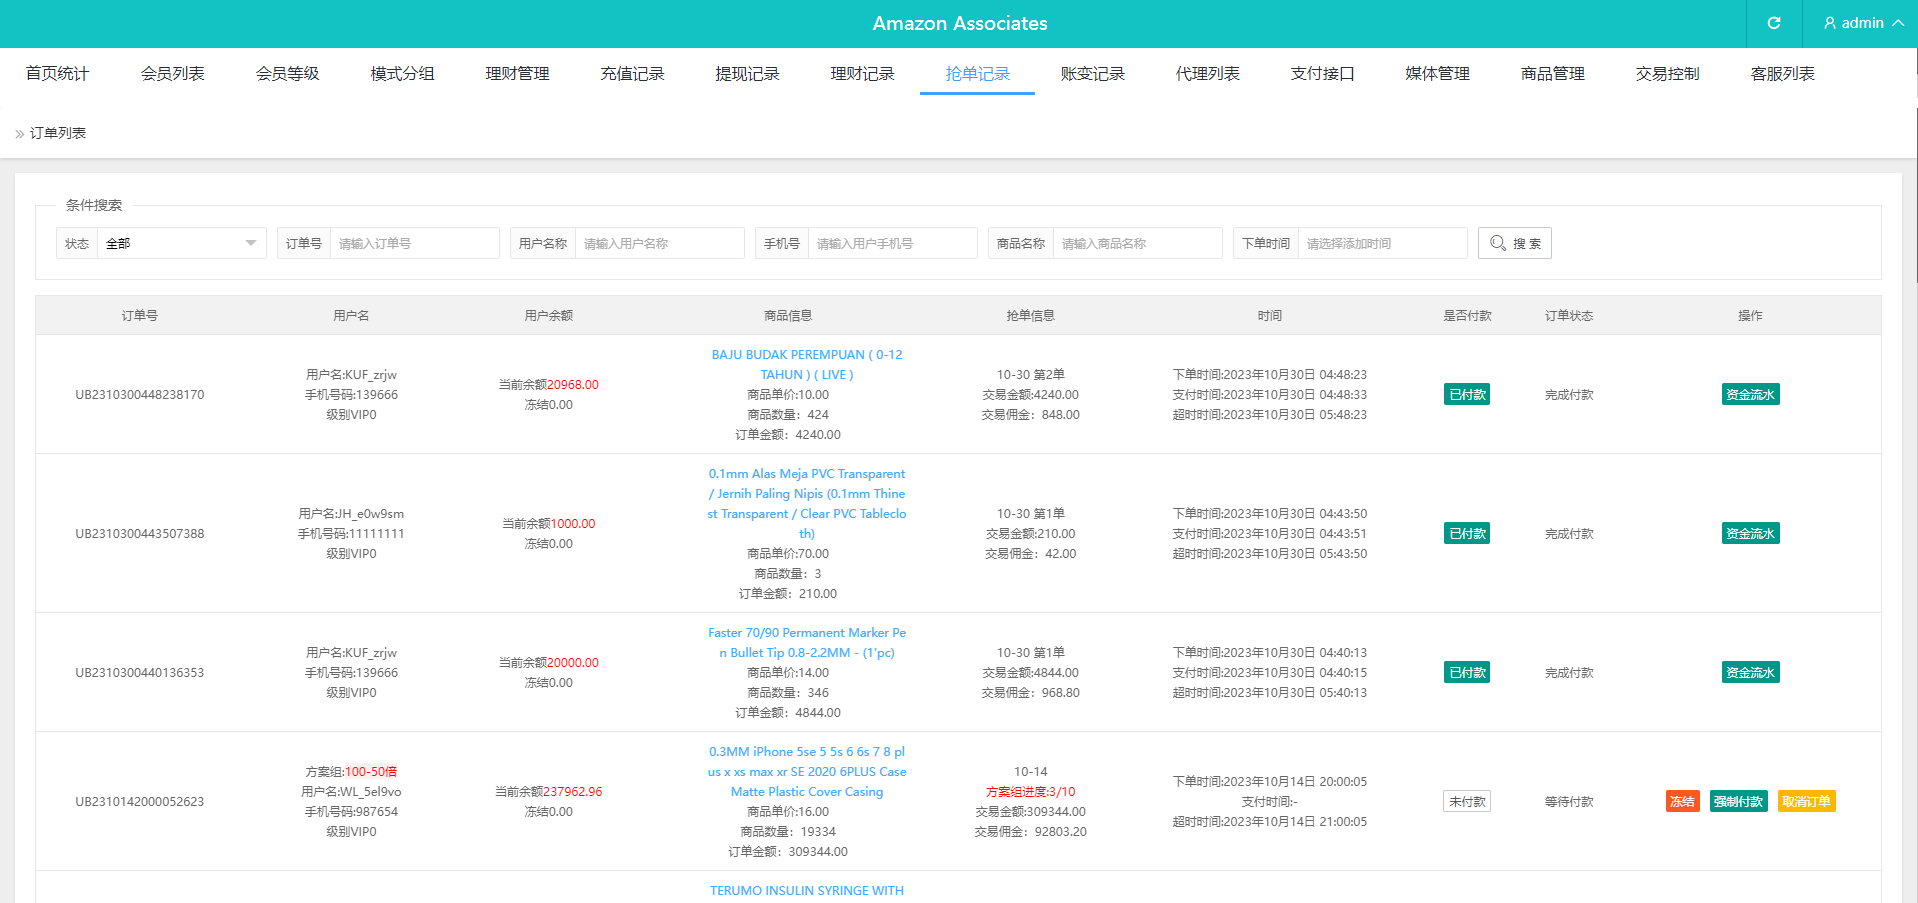 Amazon Associates
admin
首页统计 会员列表 会员等级 模式分组 理财管理 充值记录 提现记录 理财记录 抢单记录 账变记录 代理列表 支付接口 媒体管理 商品管理 交易控制 客服列表
» 订单列表
条件搜索
状态 全部 订单号 请输入订单号 用户名称 请输入用户名称 手机号 请输入用户手机号 商品名称 请输入商品名称 下单时间 请选择添加时间 搜 索
订单号 用户名 用户余额 商品信息 抢单信息 时间 是否付款 订单状态 操作
UB2310300448238170
用户名:KUF_zrjw
手机号码:139666
级别VIP0
当前余额20968.00
冻结0.00
BAJU BUDAK PEREMPUAN ( 0-12
TAHUN ) ( LIVE )
商品单价:10.00
商品数量：424
订单金额：4240.00
10-30 第2单
交易金额:4240.00
交易佣金：848.00
下单时间:2023年10月30日 04:48:23
支付时间:2023年10月30日 04:48:33
超时时间:2023年10月30日 05:48:23
已付款
完成付款
资金流水
UB2310300443507388
用户名:JH_e0w9sm
手机号码:11111111
级别VIP0
当前余额1000.00
冻结0.00
0.1mm Alas Meja PVC Transparent
/ Jernih Paling Nipis (0.1mm Thine
st Transparent / Clear PVC Tableclo
th)
商品单价:70.00
商品数量：3
订单金额：210.00
10-30 第1单
交易金额:210.00
交易佣金：42.00
下单时间:2023年10月30日 04:43:50
支付时间:2023年10月30日 04:43:51
超时时间:2023年10月30日 05:43:50
已付款
完成付款
资金流水
UB2310300440136353
用户名:KUF_zrjw
手机号码:139666
级别VIP0
当前余额20000.00
冻结0.00
Faster 70/90 Permanent Marker Pe
n Bullet Tip 0.8-2.2MM - (1'pc)
商品单价:14.00
商品数量：346
订单金额：4844.00
10-30 第1单
交易金额:4844.00
交易佣金：968.80
下单时间:2023年10月30日 04:40:13
支付时间:2023年10月30日 04:40:15
超时时间:2023年10月30日 05:40:13
已付款
完成付款
资金流水
UB2310142000052623
方案组:100-50倍
用户名:WL_5el9vo
手机号码:987654
级别VIP0
当前余额237962.96
冻结0.00
0.3MM iPhone 5se 5 5s 6 6s 7 8 pl
us x xs max xr SE 2020 6PLUS Case
Matte Plastic Cover Casing
商品单价:16.00
商品数量：19334
订单金额：309344.00
10-14
方案组进度:3/10
交易金额:309344.00
交易佣金：92803.20
下单时间:2023年10月14日 20:00:05
支付时间:-
超时时间:2023年10月14日 21:00:05
未付款
等待付款
冻结 强制付款 取消订单
TERUMO INSULIN SYRINGE WITH